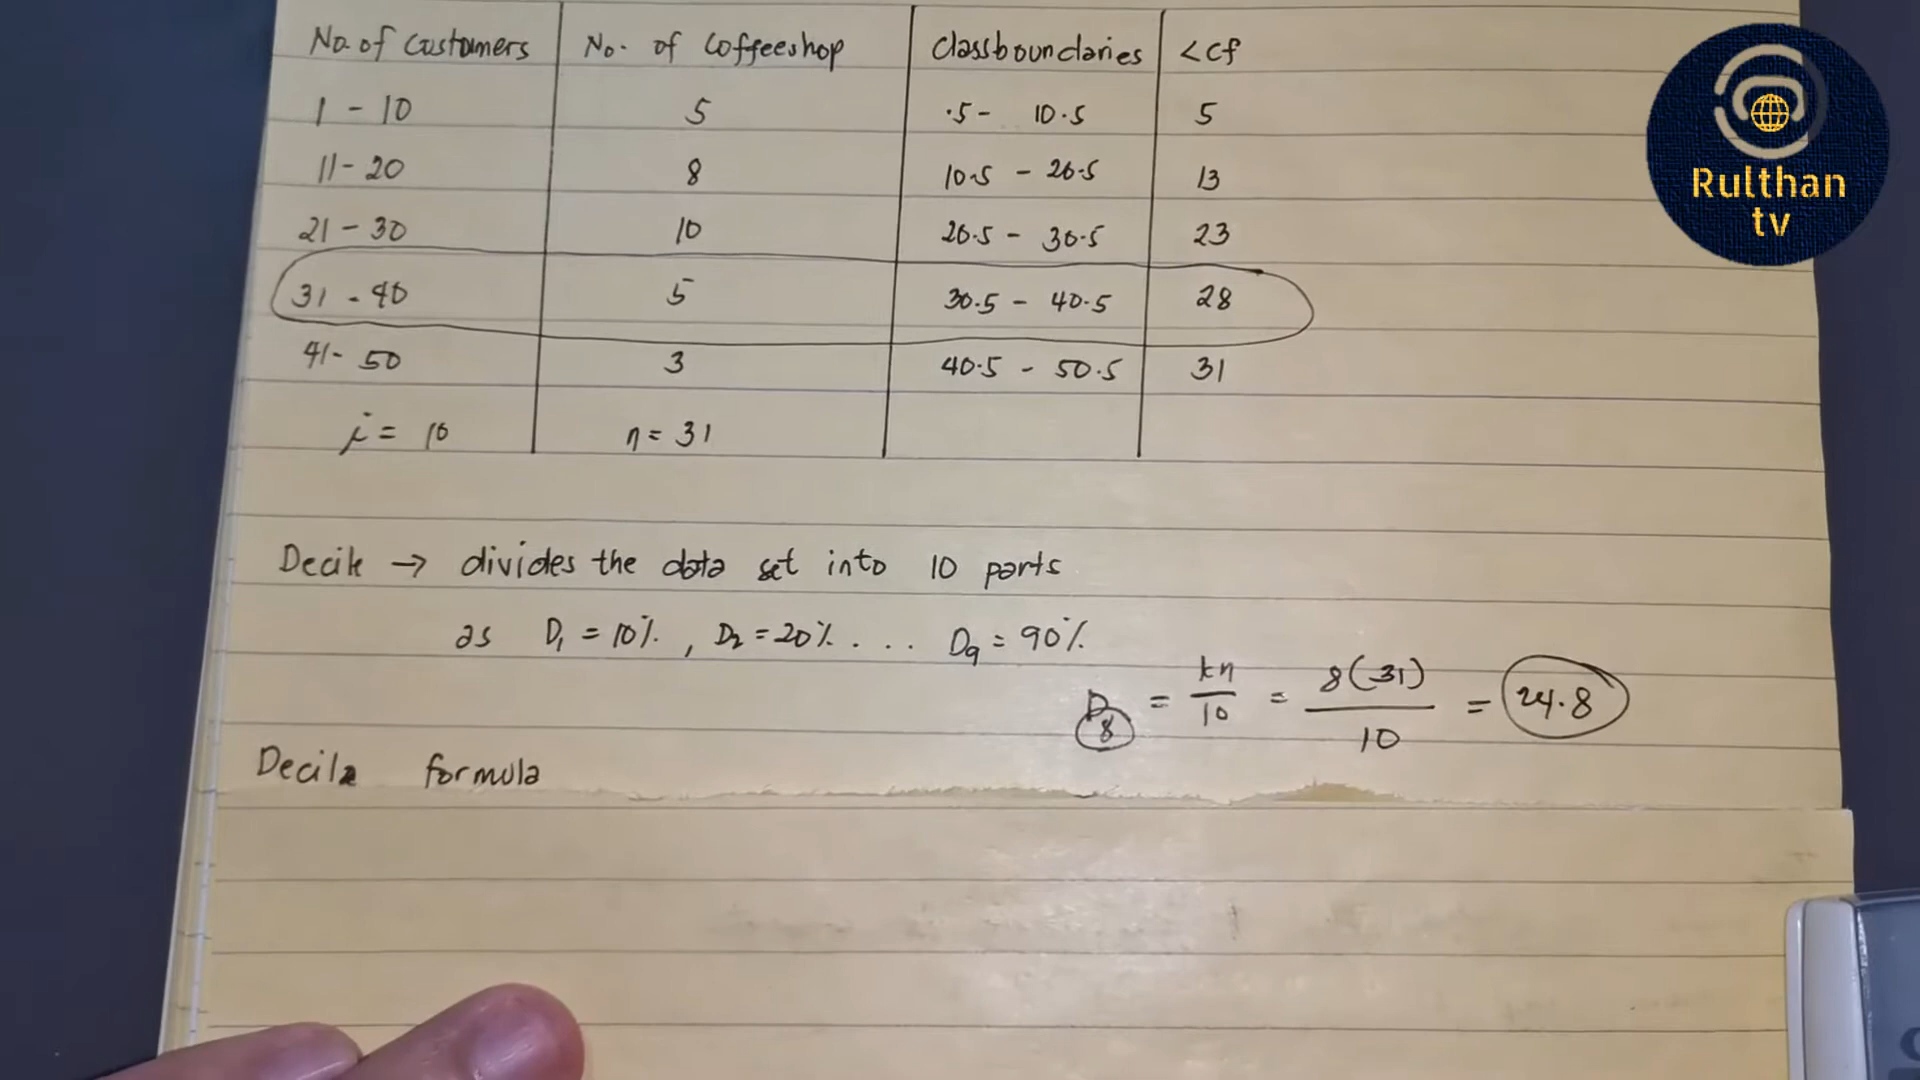 No. of Customers No. of Coffeeshop Classboundaries <cf
1 - 10 5 .5 - 10.5 5
11 - 20 8 10.5 - 20.5 13
21 - 30 10 20.5 - 30.5 23
31 - 40 5 30.5 - 40.5 28
41 - 50 3 40.5 - 50.5 31
i = 10 n = 31
Decile → divides the data set into 10 parts
as D1 = 10%, D2 = 20% . . . . D9 = 90%
D8 = kn/10 = 8(31)/10 = 24.8
Decile formula
Rulthan
tv